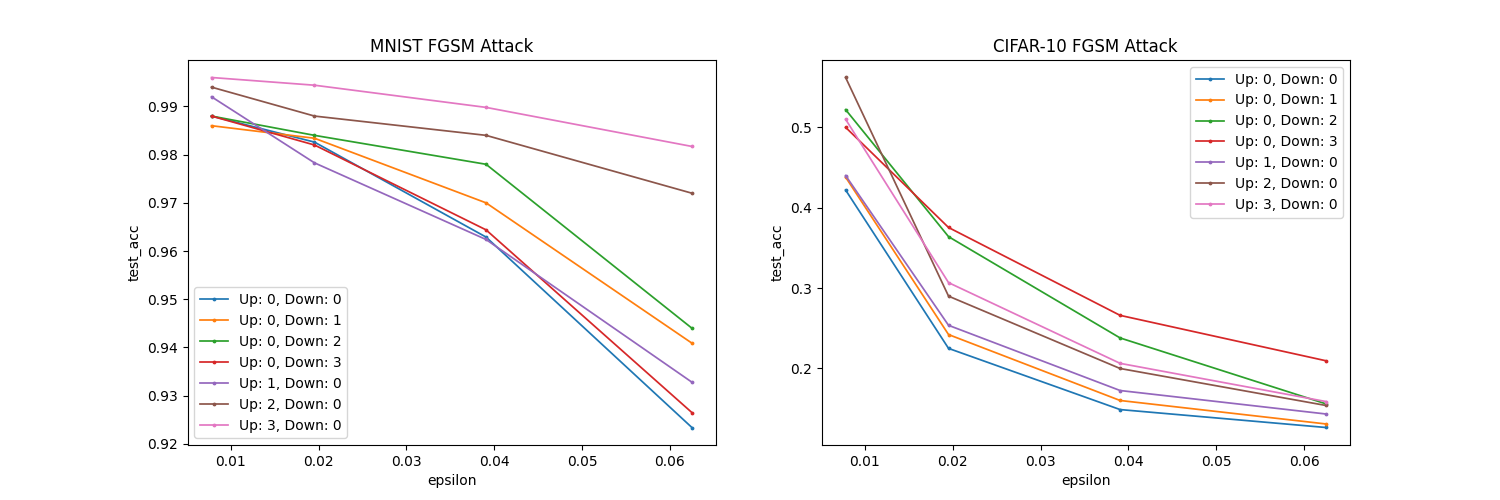 MNIST FGSM Attack
test_acc
0.99
0.98
0.97
0.96
0.95
0.94
0.93
0.92
Up: 0, Down: 0
Up: 0, Down: 1
Up: 0, Down: 2
Up: 0, Down: 3
Up: 1, Down: 0
Up: 2, Down: 0
Up: 3, Down: 0
0.01 0.02 0.03 0.04 0.05 0.06
epsilon
CIFAR-10 FGSM Attack
test_acc
0.5
0.4
0.3
0.2
Up: 0, Down: 0
Up: 0, Down: 1
Up: 0, Down: 2
Up: 0, Down: 3
Up: 1, Down: 0
Up: 2, Down: 0
Up: 3, Down: 0
0.01 0.02 0.03 0.04 0.05 0.06
epsilon